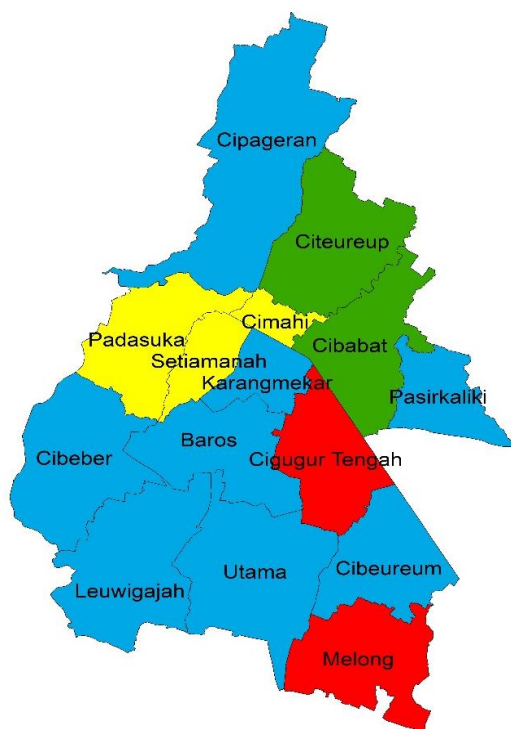 Cipageran
Citeureup
Cimahi
Padasuka
Cibabat
Setiamanah
Karangmekar
Pasirkaliki
Baros
Cibeber
Cigugur Tengah
Utama
Cibeureum
Leuwigajah
Melong